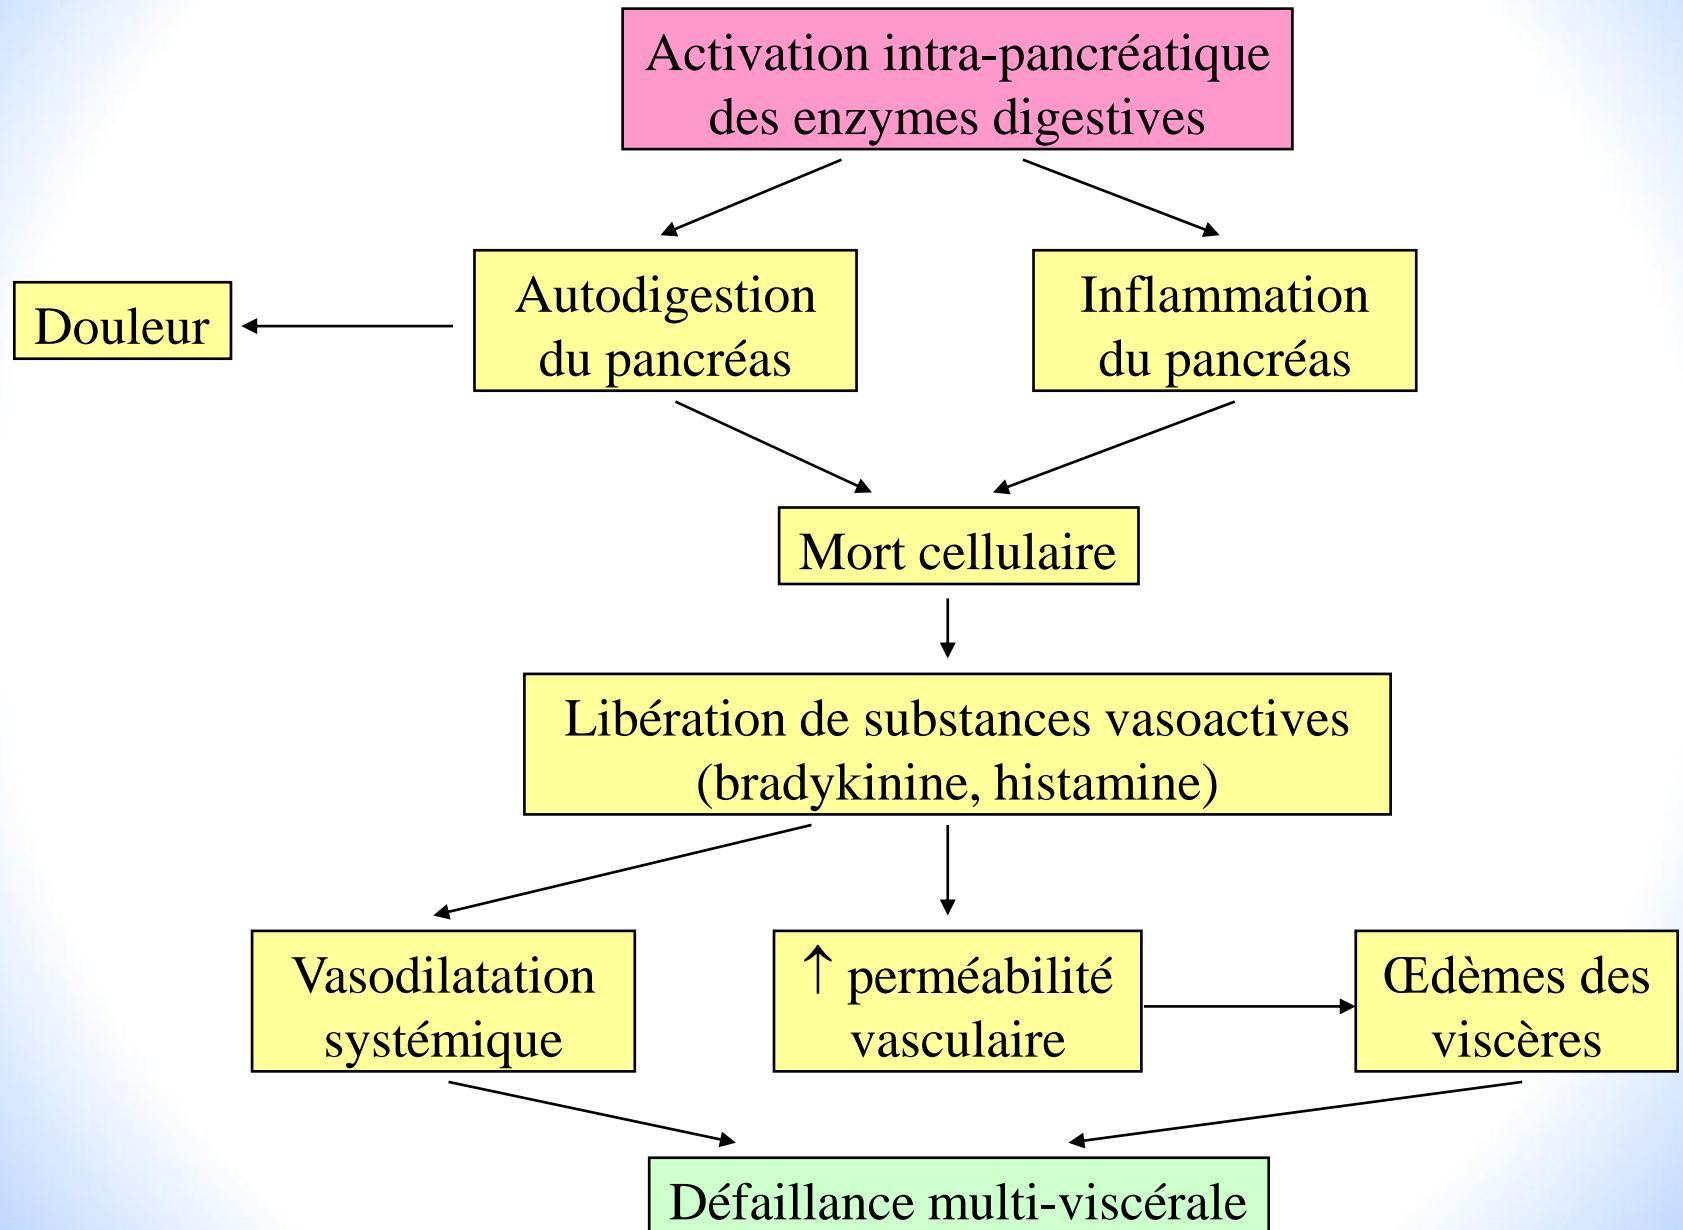 Activation intra-pancréatique
des enzymes digestives
Douleur
Autodigestion
du pancréas
Inflammation
du pancréas
Mort cellulaire
Libération de substances vasoactives
(bradykinine, histamine)
Vasodilatation
systémique
↑ perméabilité
vasculaire
Œdèmes des
viscères
Défaillance multi-viscérale